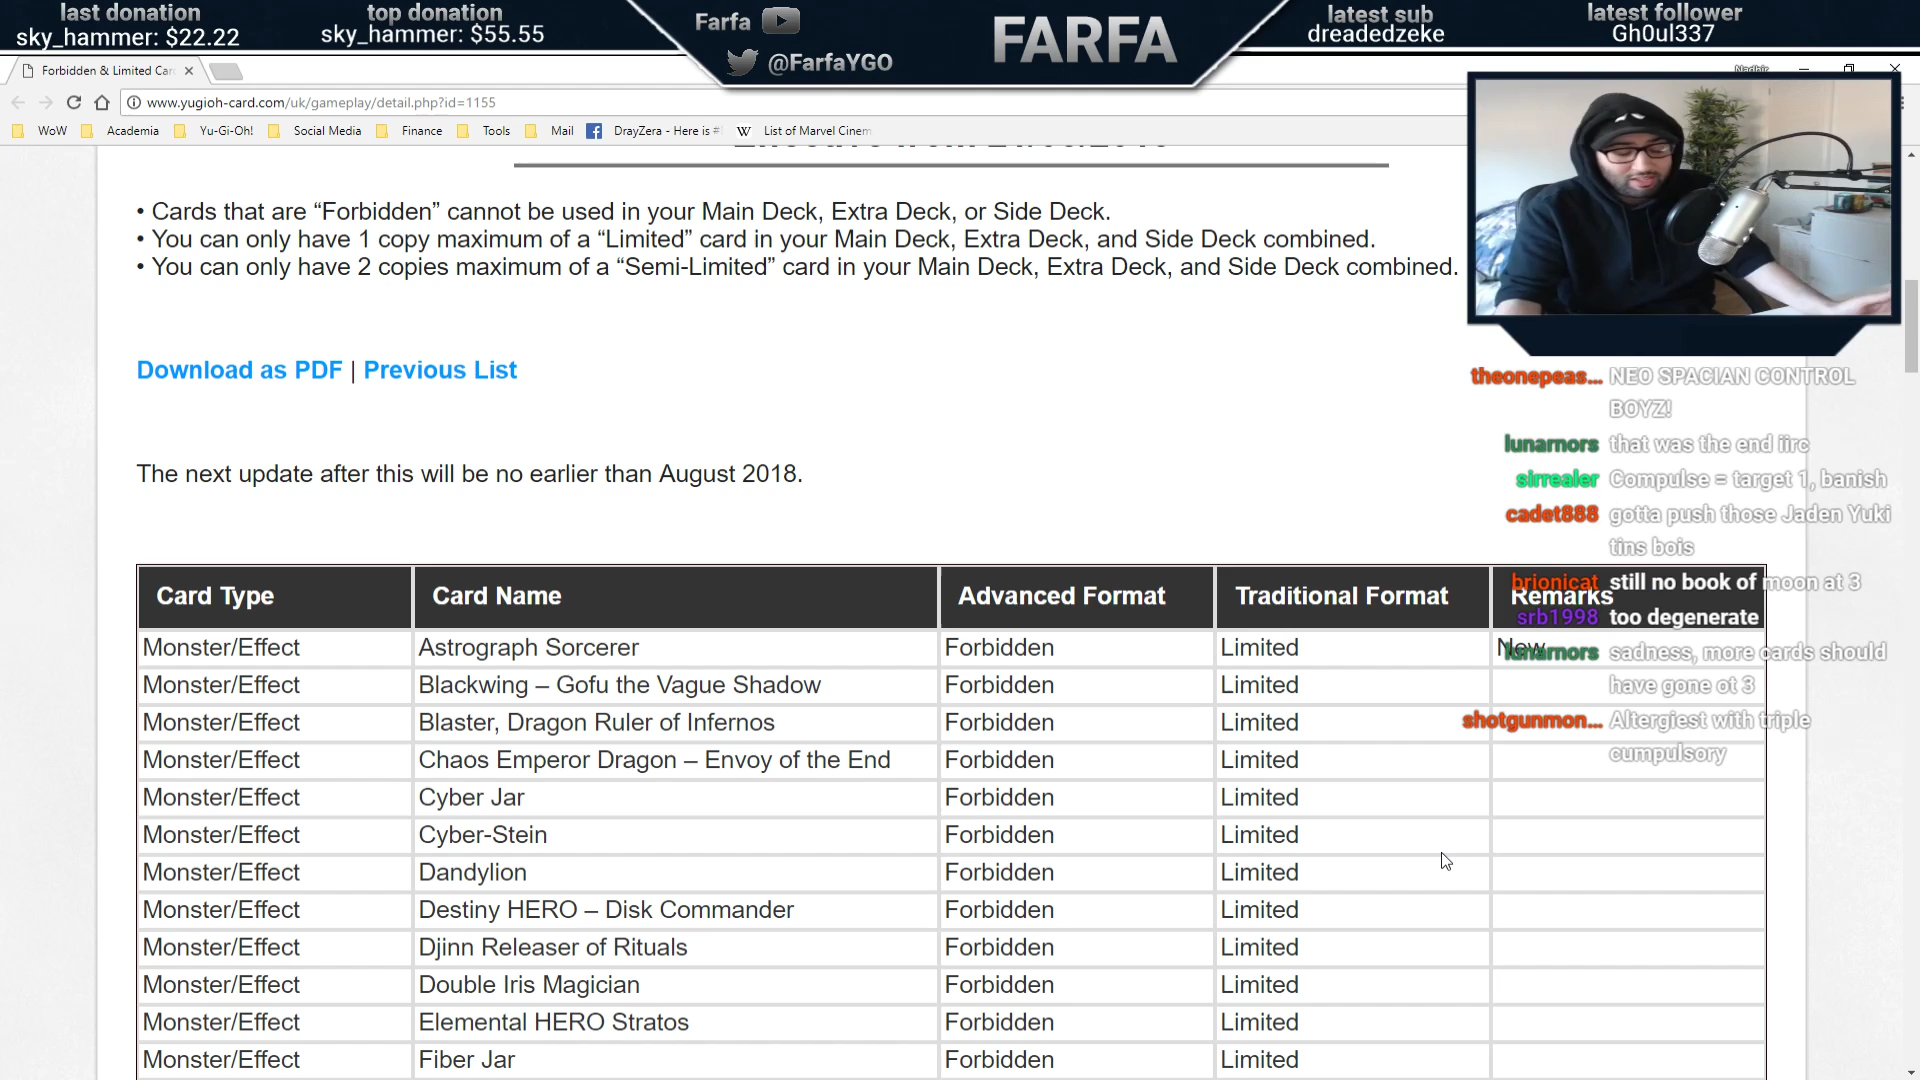 last donation
sky_hammer: $22.22
top donation
sky_hammer: $55.55
Farfa
@FarfaYGO
FARFA
latest sub
dreadedzeke
latest follower
Gh0ul337
Forbidden & Limited Car
www.yugioh-card.com/uk/gameplay/detail.php?id=1155
WoW Academia Yu-Gi-Oh! Social Media Finance Tools Mail DrayZera - Here is # List of Marvel Cinem
• Cards that are “Forbidden” cannot be used in your Main Deck, Extra Deck, or Side Deck.
• You can only have 1 copy maximum of a “Limited” card in your Main Deck, Extra Deck, and Side Deck combined.
• You can only have 2 copies maximum of a “Semi-Limited” card in your Main Deck, Extra Deck, and Side Deck combined.
Download as PDF | Previous List
The next update after this will be no earlier than August 2018.
Card Type Card Name Advanced Format Traditional Format Remarks
Monster/Effect Astrograph Sorcerer Forbidden Limited New
Monster/Effect Blackwing – Gofu the Vague Shadow Forbidden Limited
Monster/Effect Blaster, Dragon Ruler of Infernos Forbidden Limited
Monster/Effect Chaos Emperor Dragon – Envoy of the End Forbidden Limited
Monster/Effect Cyber Jar Forbidden Limited
Monster/Effect Cyber-Stein Forbidden Limited
Monster/Effect Dandylion Forbidden Limited
Monster/Effect Destiny HERO – Disk Commander Forbidden Limited
Monster/Effect Djinn Releaser of Rituals Forbidden Limited
Monster/Effect Double Iris Magician Forbidden Limited
Monster/Effect Elemental HERO Stratos Forbidden Limited
Monster/Effect Fiber Jar Forbidden Limited
theonepeas... NEO SPACIAN CONTROL
BOYZ!
lunarnors that was the end iirc
sirrealer Compulse = target 1, banish
cadet888 gotta push those Jaden Yuki
tins bois
brionicat still no book of moon at 3
srb1998 too degenerate
lunarnors sadness, more cards should
have gone ot 3
shotgunmon... Altergiest with triple
cumpulsory